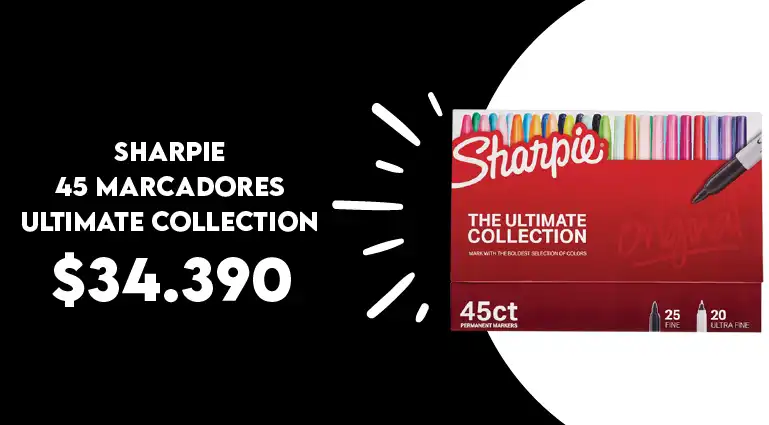 SHARPIE
45 MARCADORES
ULTIMATE COLLECTION
$34.390
Sharpie
THE ULTIMATE
COLLECTION
MARK WITH THE BOLDEST SELECTION OF COLORS
original
45ct
PERMANENT MARKERS
25
FINE
20
ULTRA FINE